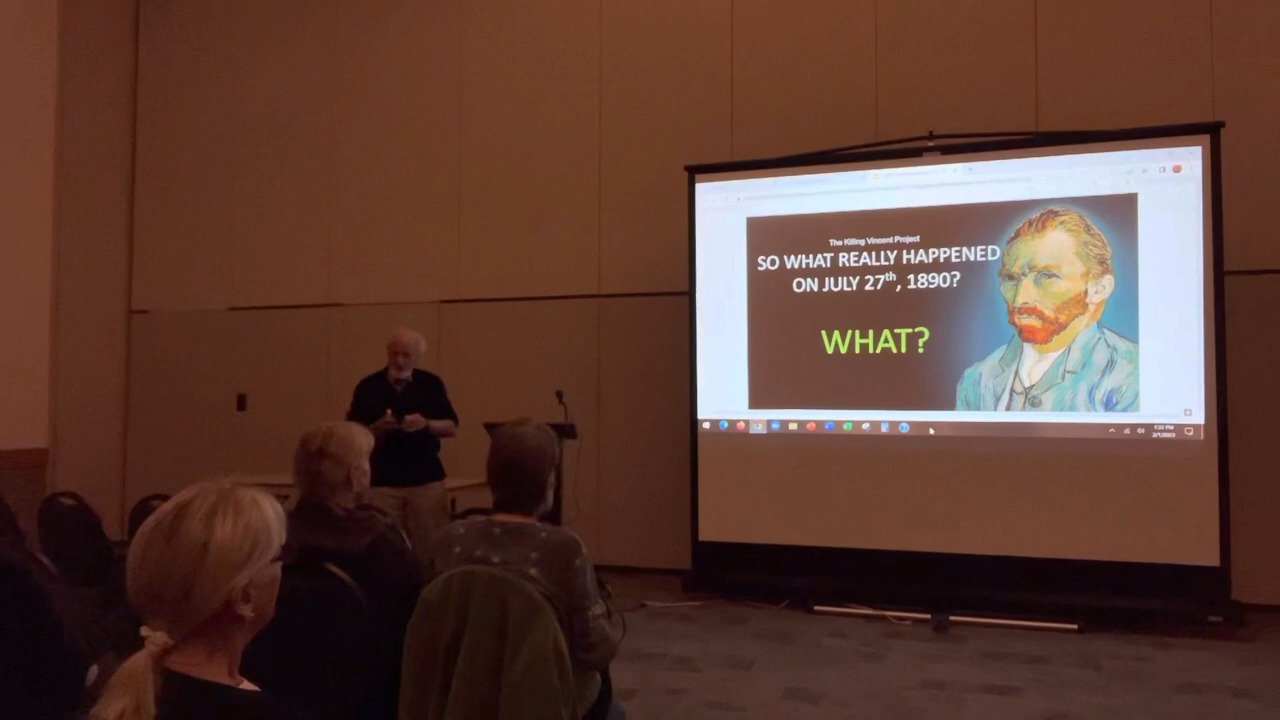 The Killing Vincent Project
SO WHAT REALLY HAPPENED
ON JULY 27th, 1890?
WHAT?